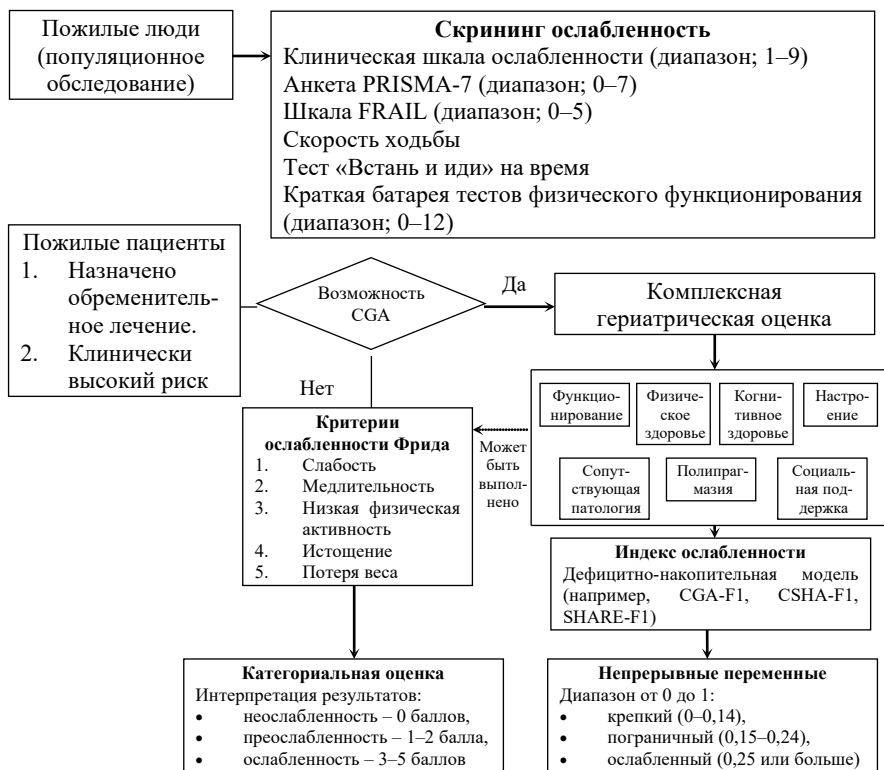 Пожилые люди
(популяционное
обследование)
Скрининг ослабленность
Клиническая шкала ослабленности (диапазон; 1–9)
Анкета PRISMA-7 (диапазон; 0–7)
Шкала FRAIL (диапазон; 0–5)
Скорость ходьбы
Тест «Встань и иди» на время
Краткая батарея тестов физического функционирования
(диапазон; 0–12)
Пожилые пациенты
1. Назначено
обременитель-
ное лечение.
2. Клинически
высокий риск
Возможность
CGA
Да
Комплексная
гериатрическая оценка
Нет
Функцио-
нирование
Физиче-
ское
здоровье
Когни-
тивное
здоровье
Настро-
ение
Сопут-
ствующая
патология
Полипраг-
мазия
Социаль-
ная под-
держка
Может
быть
выпол-
нено
Критерии
ослабленности Фрида
1. Слабость
2. Медлительность
3. Низкая физическая
активность
4. Истощение
5. Потеря веса
Индекс ослабленности
Дефицитно-накопительная модель
(например, CGA-F1, CSHA-F1,
SHARE-F1)
Категориальная оценка
Интерпретация результатов:
• неослабленность – 0 баллов,
• преослабленность – 1–2 балла,
• ослабленность – 3–5 баллов
Непрерывные переменные
Диапазон от 0 до 1:
• крепкий (0–0,14),
• пограничный (0,15–0,24),
• ослабленный (0,25 или больше)